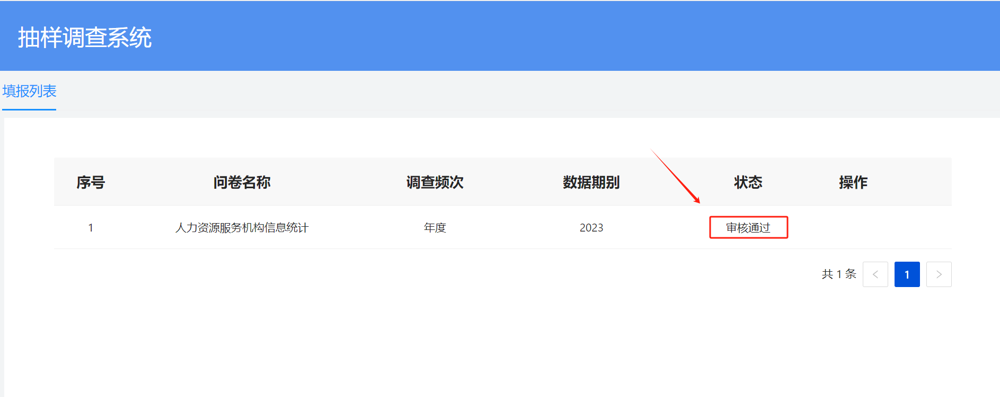 抽样调查系统
填报列表
序号 问卷名称 调查频次 数据期别 状态 操作
1 人力资源服务机构信息统计 年度 2023 审核通过
共 1 条 < 1 >